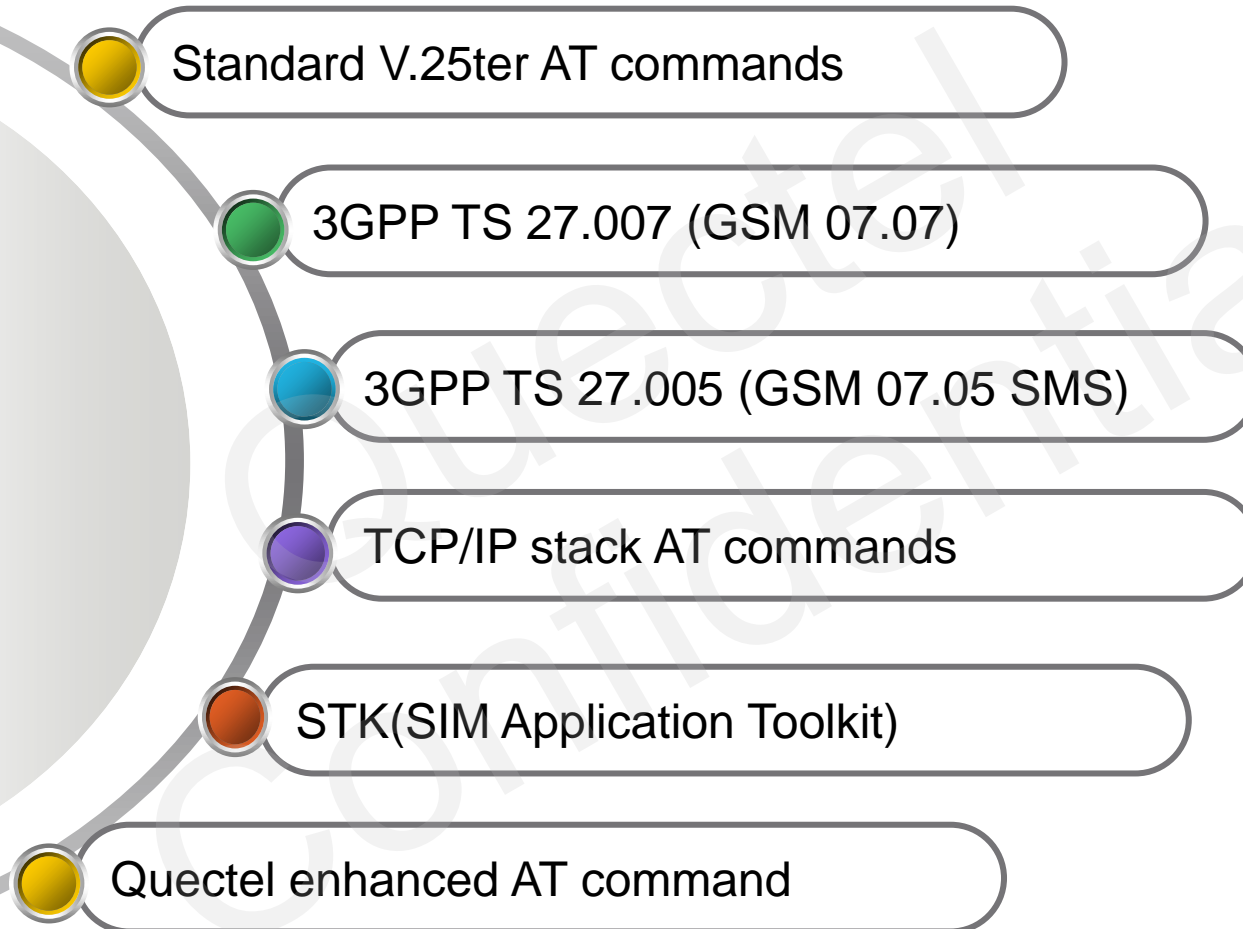 Standard V.25ter AT commands
3GPP TS 27.007 (GSM 07.07)
3GPP TS 27.005 (GSM 07.05 SMS)
TCP/IP stack AT commands
STK(SIM Application Toolkit)
Quectel enhanced AT command
Quectel
Confidentia